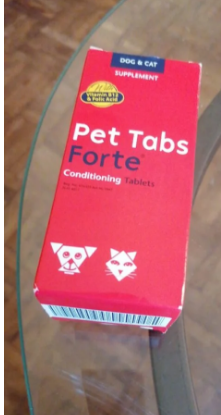 DOG & CAT
SUPPLEMENT
Vitamin B12
& Folic Acid
Pet Tabs
Forte
Conditioning Tablets